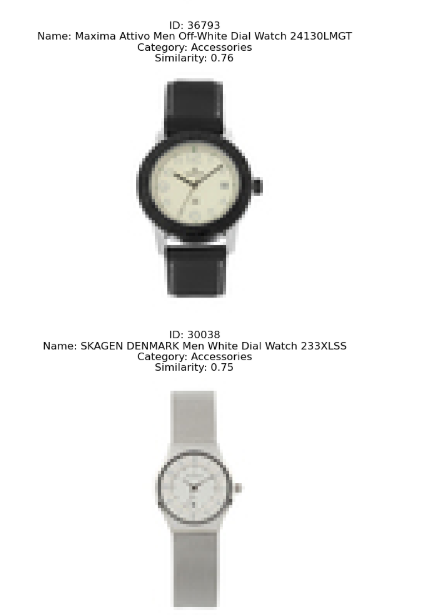 ID: 36793
Name: Maxima Attivo Men Off-White Dial Watch 24130LMGT
Category: Accessories
Similarity: 0.76
ID: 30038
Name: SKAGEN DENMARK Men White Dial Watch 233XLSS
Category: Accessories
Similarity: 0.75